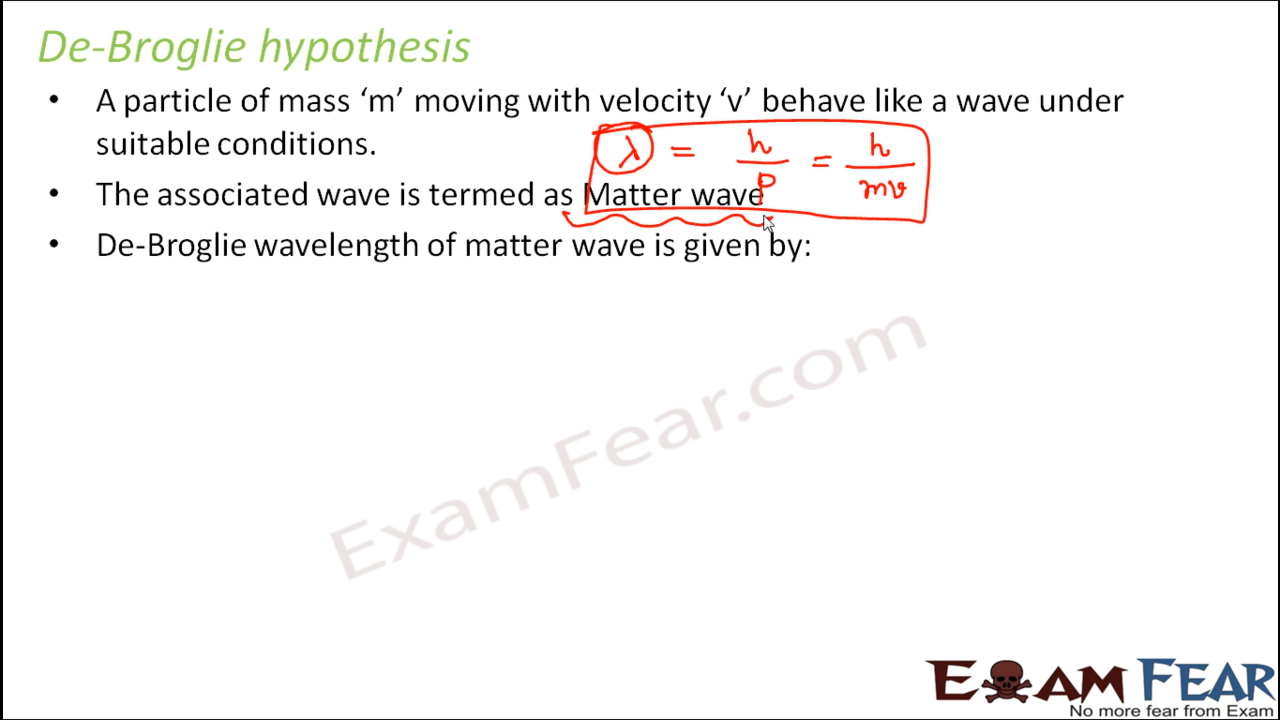 De-Broglie hypothesis
• A particle of mass ‘m’ moving with velocity ‘v’ behave like a wave under
suitable conditions.
λ = h/p = h/mv
• The associated wave is termed as Matter wave
• De-Broglie wavelength of matter wave is given by:
ExamFear.com
EXAM FEAR
No more fear from Exam